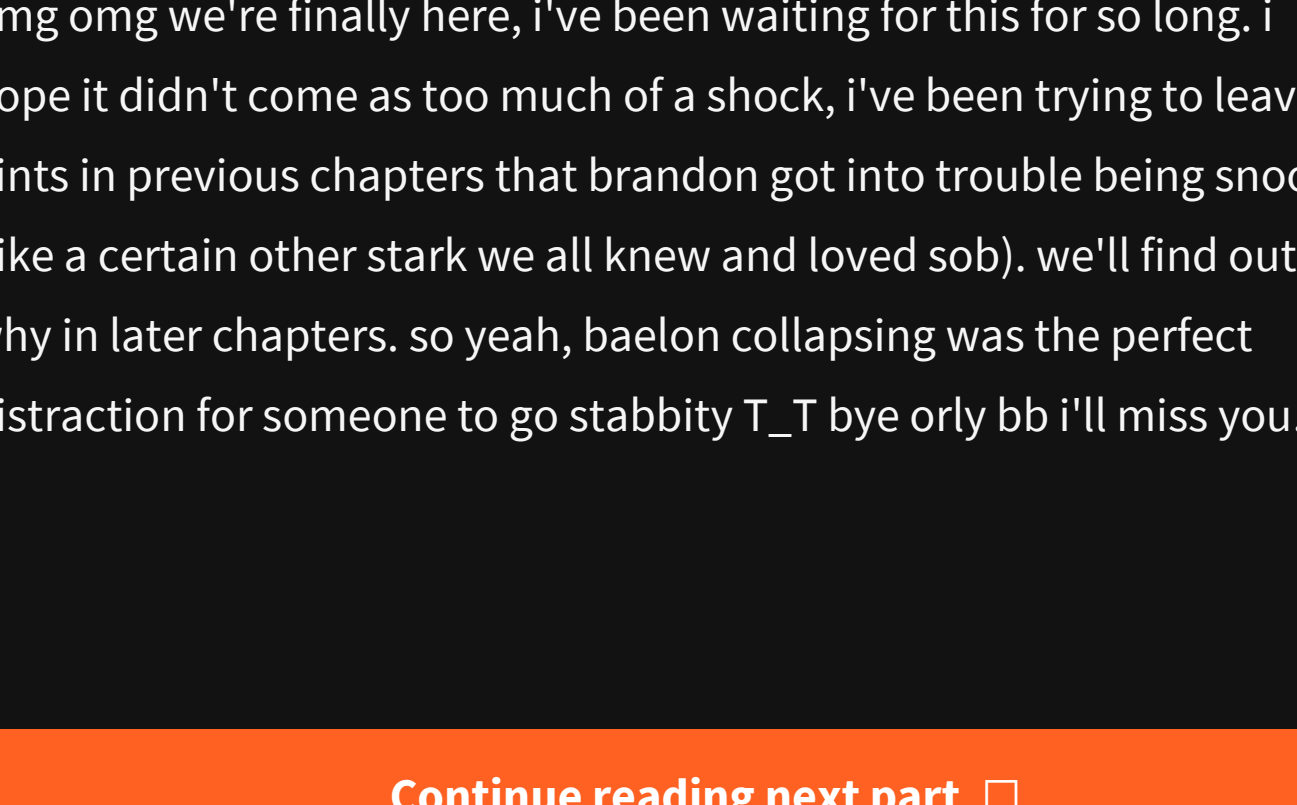 mg omg we're finally here, i've been waiting for this for so long. i
ope it didn't come as too much of a shock, i've been trying to leav
ints in previous chapters that brandon got into trouble being snoo
ike a certain other stark we all knew and loved sob). we'll find out
hy in later chapters. so yeah, baelon collapsing was the perfect
istraction for someone to go stabbity T_T bye orly bb i'll miss you.
Continue reading next part